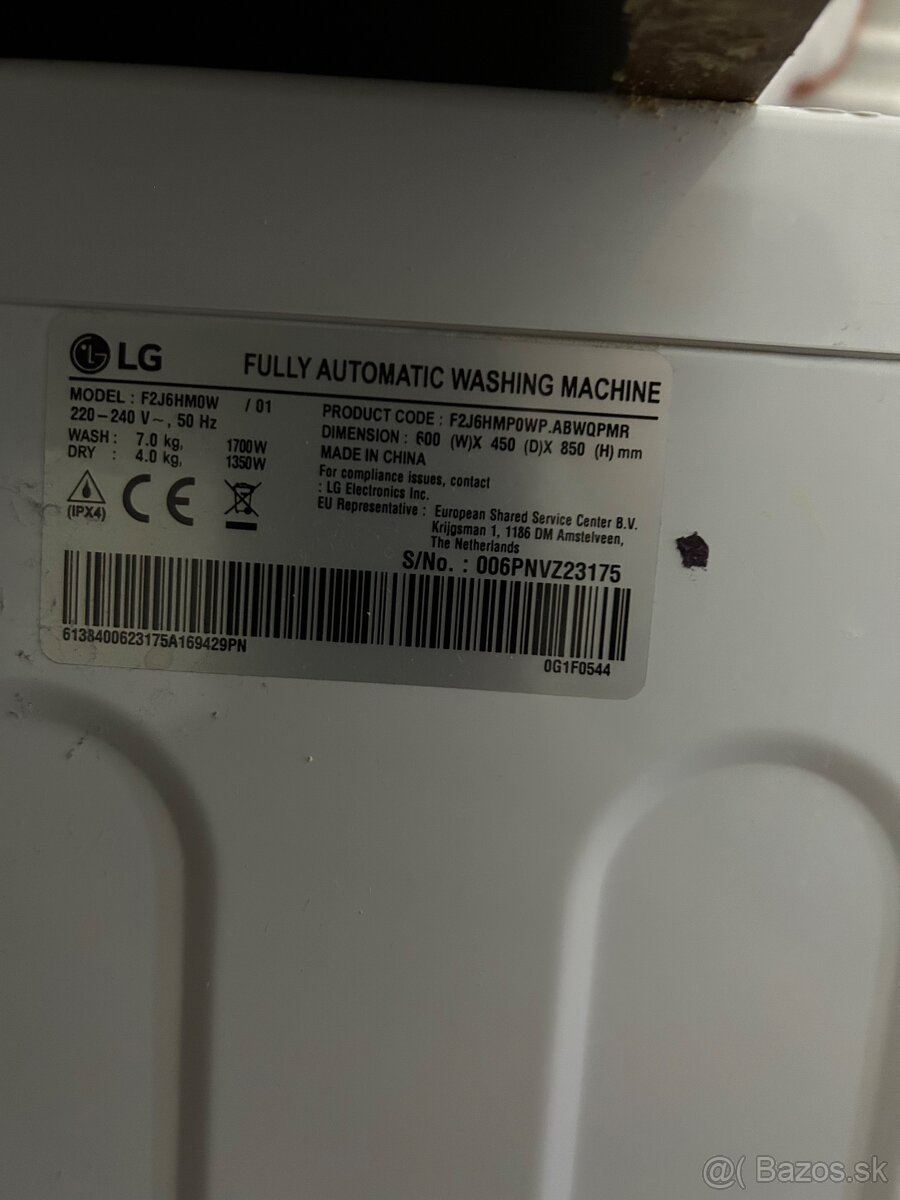 LG
FULLY AUTOMATIC WASHING MACHINE
MODEL : F2J6HM0W / 01
220-240 V~, 50 Hz
WASH : 7.0 kg, 1700W
DRY : 4.0 kg, 1350W
(IPX4)
CE
PRODUCT CODE : F2J6HMP0WP.ABWQPMR
DIMENSION : 600 (W)X 450 (D)X 850 (H) mm
MADE IN CHINA
For compliance issues, contact
: LG Electronics Inc.
EU Representative : European Shared Service Center B.V.
Krijgsman 1, 1186 DM Amstelveen,
The Netherlands
S/No. : 006PNVZ23175
6138400623175A169429PN
0G1F0544
@( Bazos.sk